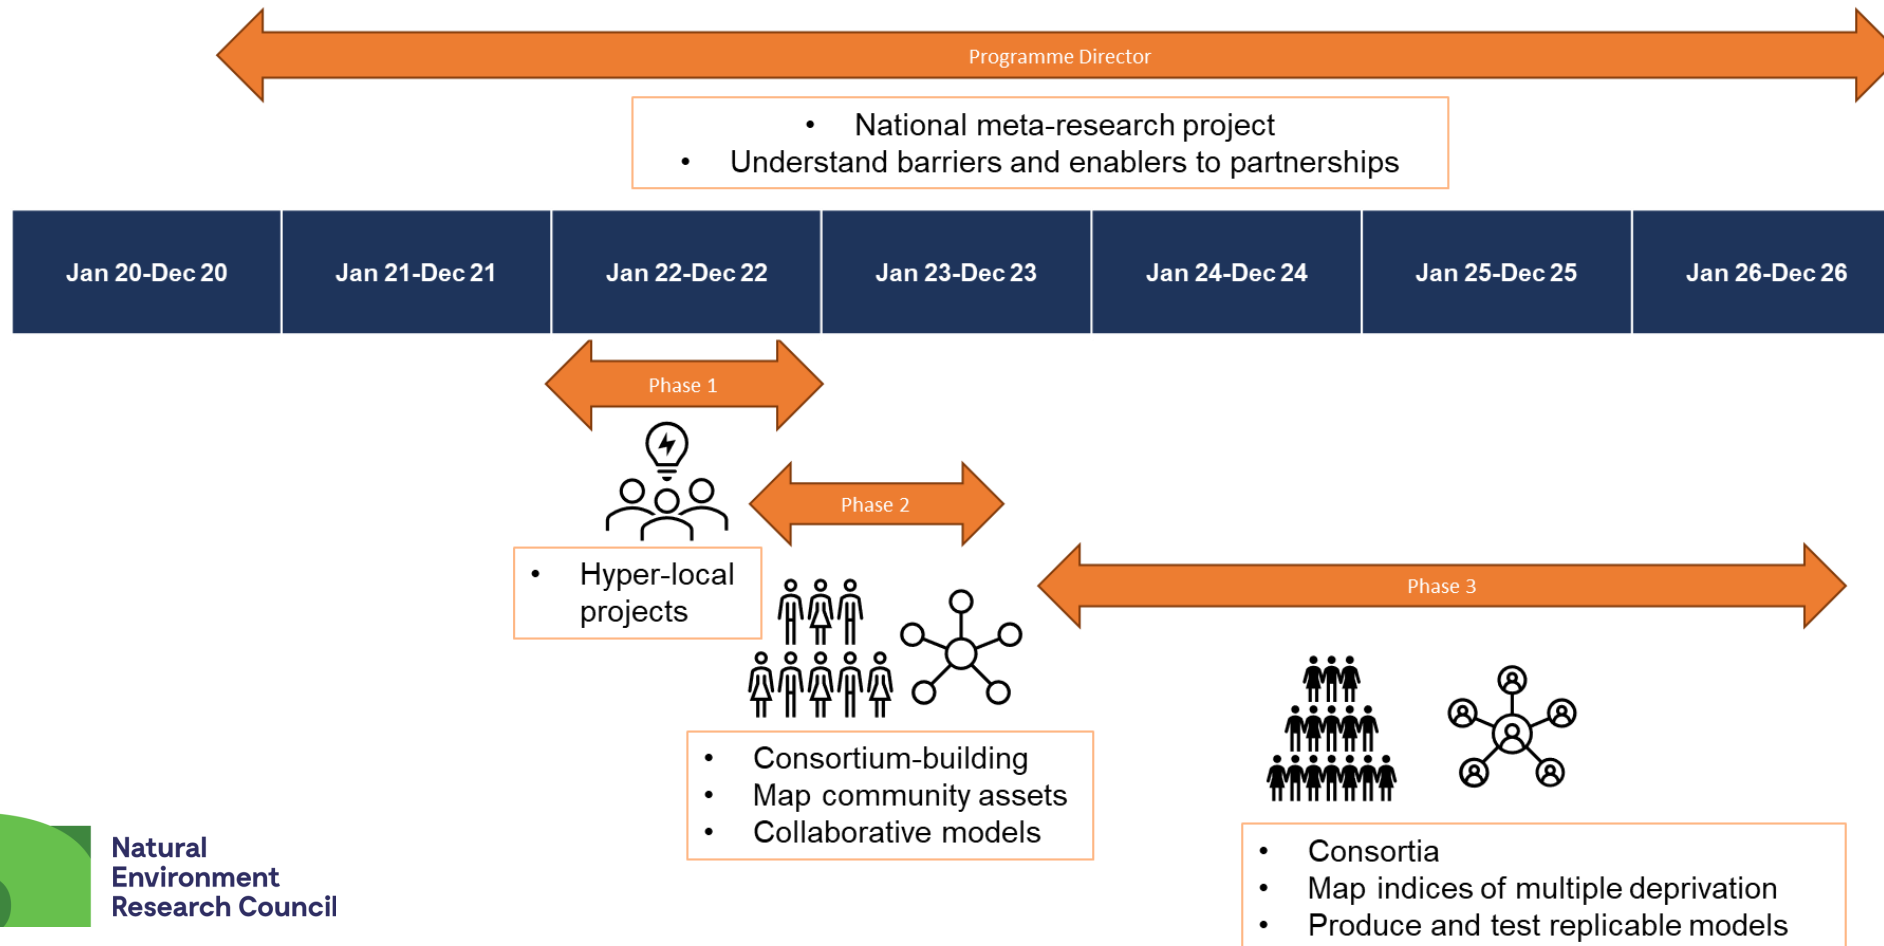 Programme Director
• National meta-research project
• Understand barriers and enablers to partnerships
Jan 20-Dec 20
Jan 21-Dec 21
Jan 22-Dec 22
Jan 23-Dec 23
Jan 24-Dec 24
Jan 25-Dec 25
Jan 26-Dec 26
Phase 1
• Hyper-local
projects
Phase 2
• Consortium-building
• Map community assets
• Collaborative models
Phase 3
• Consortia
• Map indices of multiple deprivation
• Produce and test replicable models
Natural
Environment
Research Council